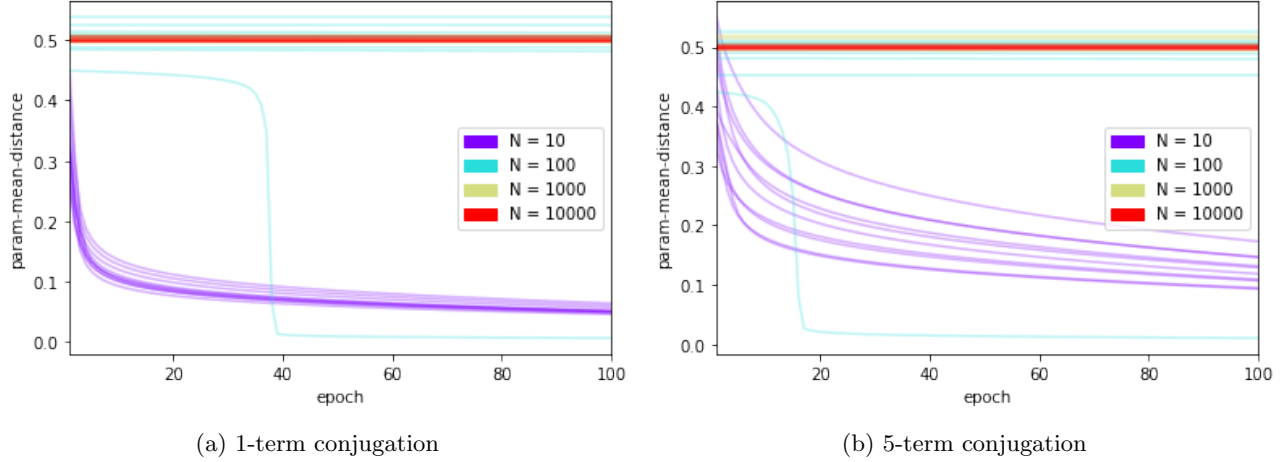 0.5
0.4
0.3
0.2
0.1
0.0
param-mean-distance
20
40
60
80
100
epoch
N = 10
N = 100
N = 1000
N = 10000
(a) 1-term conjugation
0.5
0.4
0.3
0.2
0.1
0.0
param-mean-distance
20
40
60
80
100
epoch
N = 10
N = 100
N = 1000
N = 10000
(b) 5-term conjugation